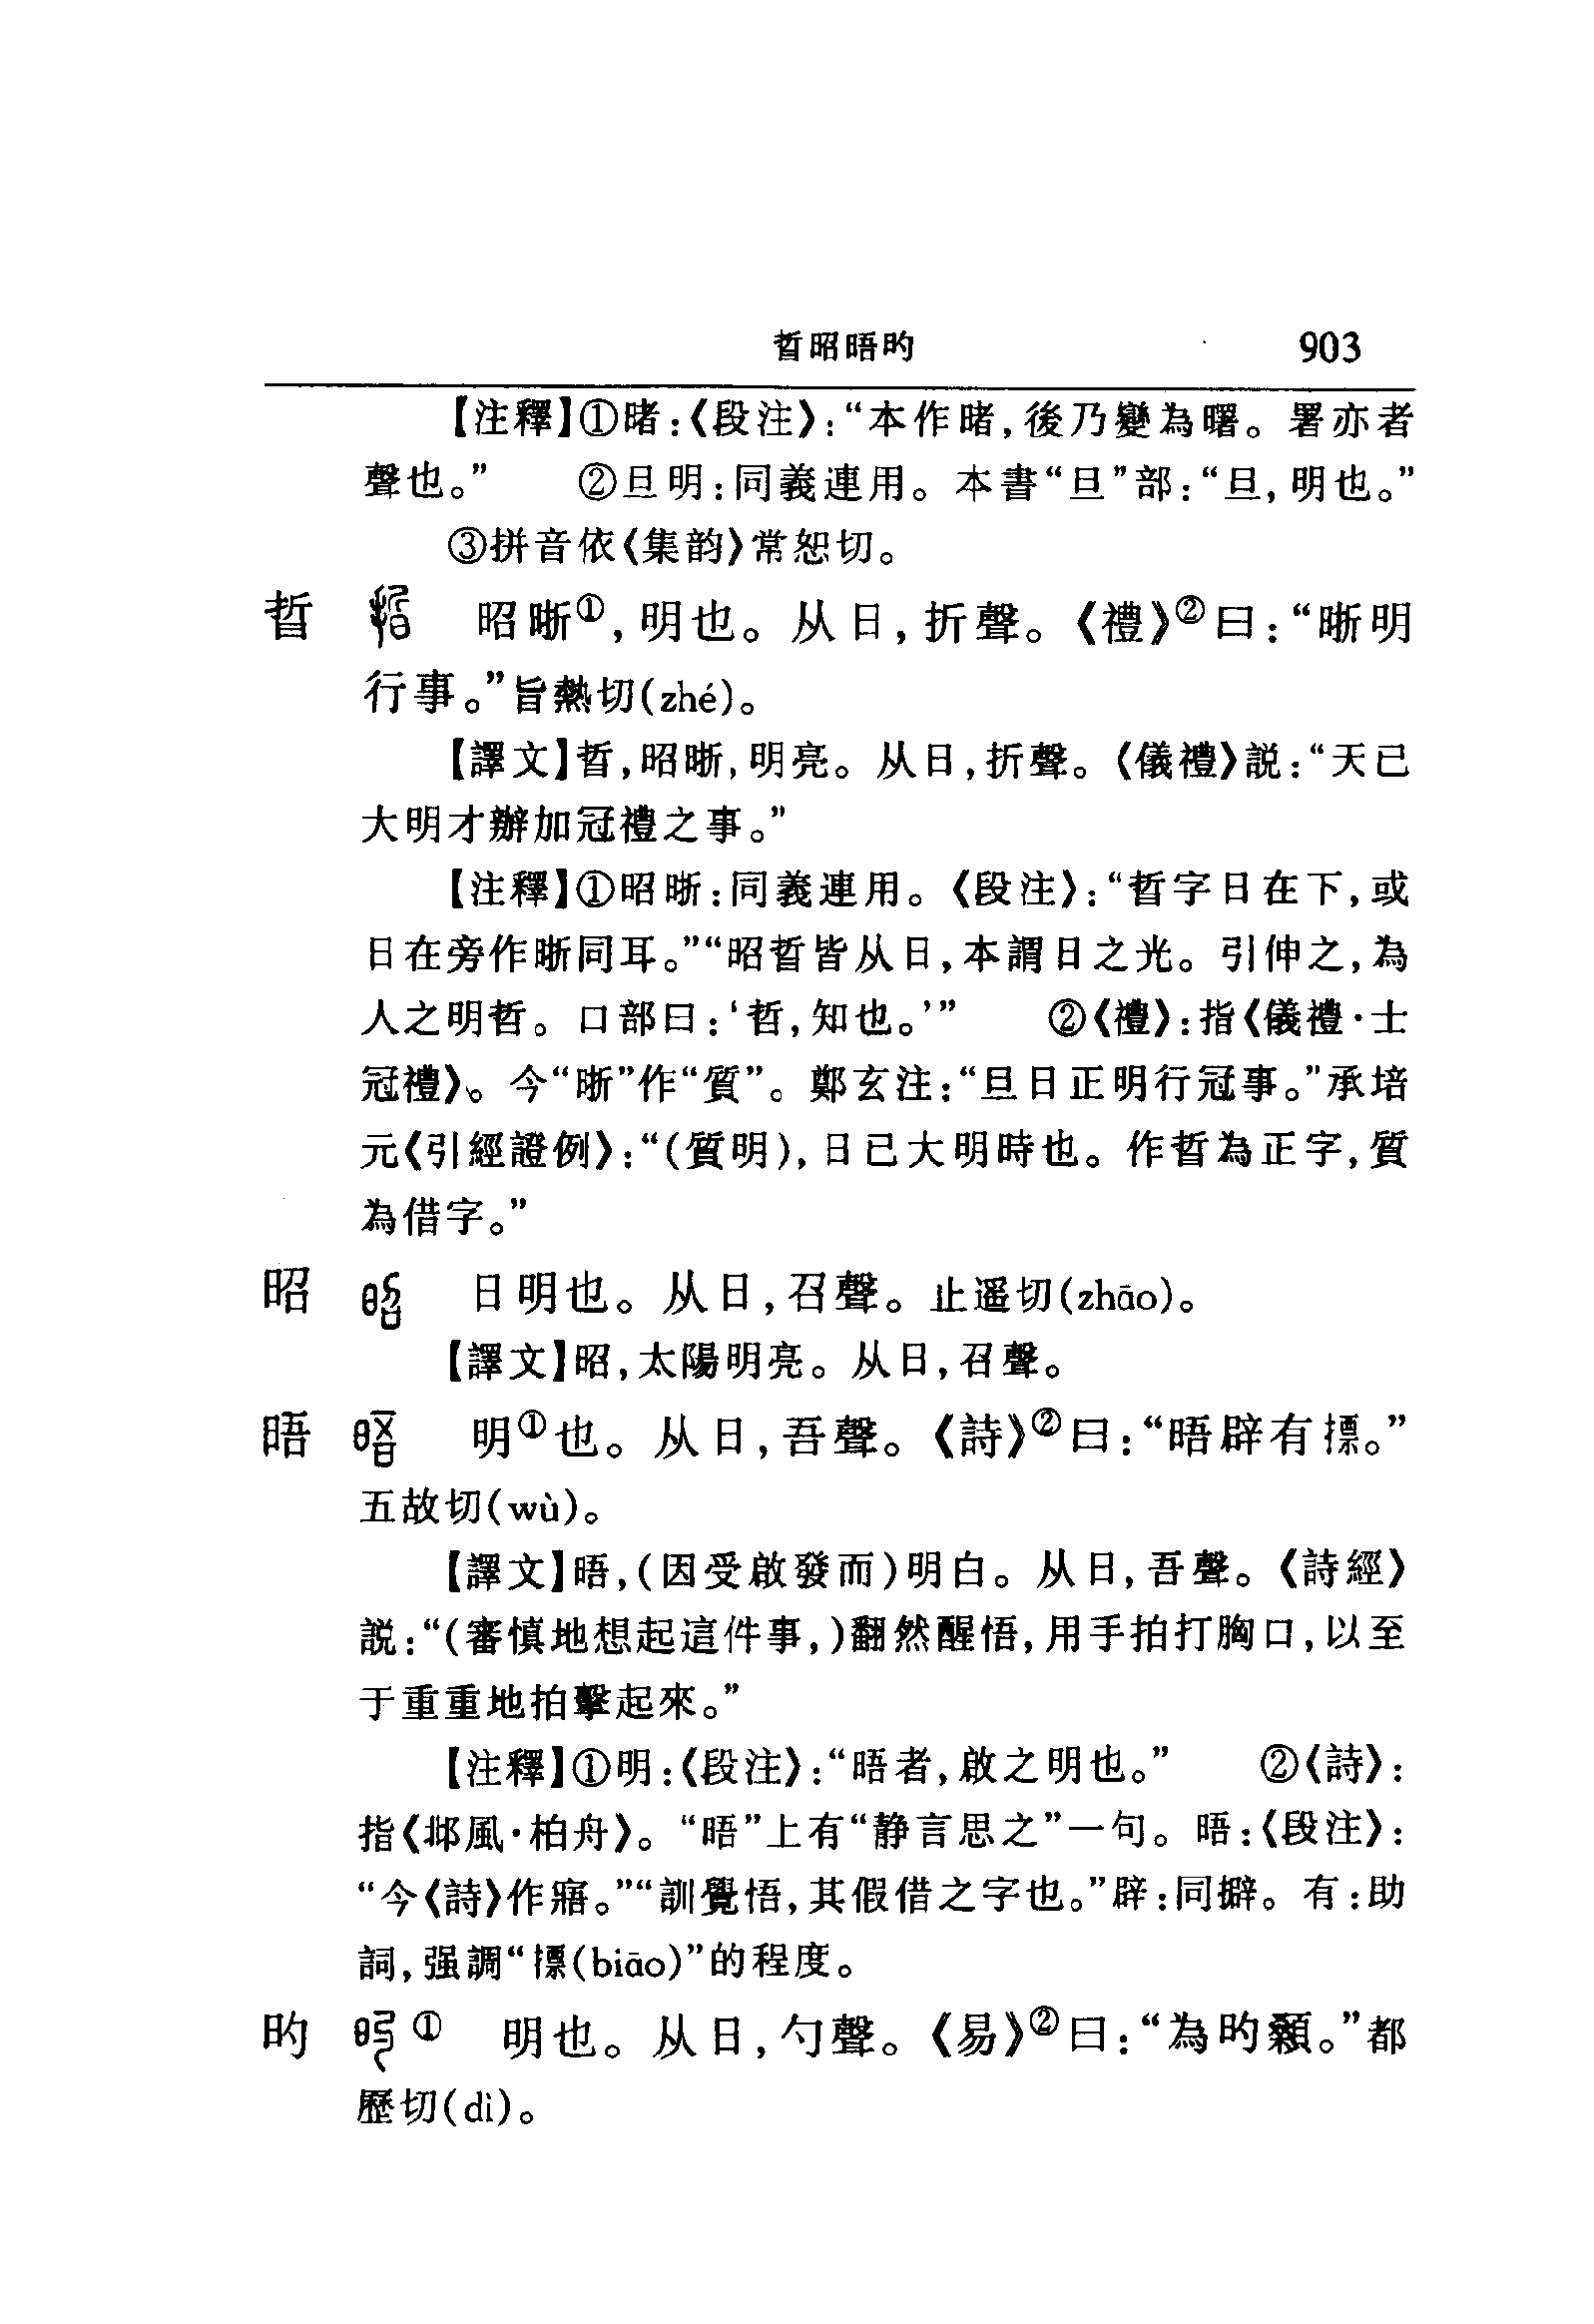 晢昭晤旳 903
【注釋】①睹:《段注》:“本作睹,後乃變為曙。署亦者
聲也。” ②旦明:同義連用。本書“旦”部:“旦,明也。”
③拼音依《集韵》常恕切。
晢 昭晣①,明也。从日,折聲。《禮》②曰:“晣明
行事。”旨熱切(zhé)。
【譯文】晢,昭晣,明亮。从日,折聲。《儀禮》説:“天已
大明才辦加冠禮之事。”
【注釋】①昭晣:同義連用。《段注》:“晢字日在下,或
日在旁作晣同耳。”“昭晢皆从日,本謂日之光。引伸之,為
人之明哲。口部曰:‘哲,知也。’” ②《禮》:指《儀禮·士
冠禮》。今“晣”作“質”。鄭玄注:“旦日正明行冠事。”承培
元《引經證例》:“(質明),日已大明時也。作晢為正字,質
為借字。”
昭 日明也。从日,召聲。止遥切(zhāo)。
【譯文】昭,太陽明亮。从日,召聲。
晤 明①也。从日,吾聲。《詩》②曰:“晤辟有摽。”
五故切(wù)。
【譯文】晤,(因受啟發而)明白。从日,吾聲。《詩經》
説:“(審慎地想起這件事,)翻然醒悟,用手拍打胸口,以至
于重重地拍擊起來。”
【注釋】①明:《段注》:“晤者,啟之明也。” ②《詩》:
指《邶風·柏舟》。“晤”上有“静言思之”一句。晤:《段注》:
“今《詩》作寤。”“訓覺悟,其假借之字也。”辟:同擗。有:助
詞,强調“摽(biāo)”的程度。
旳 ① 明也。从日,勺聲。《易》②曰:“為旳顙。”都
歷切(dì)。